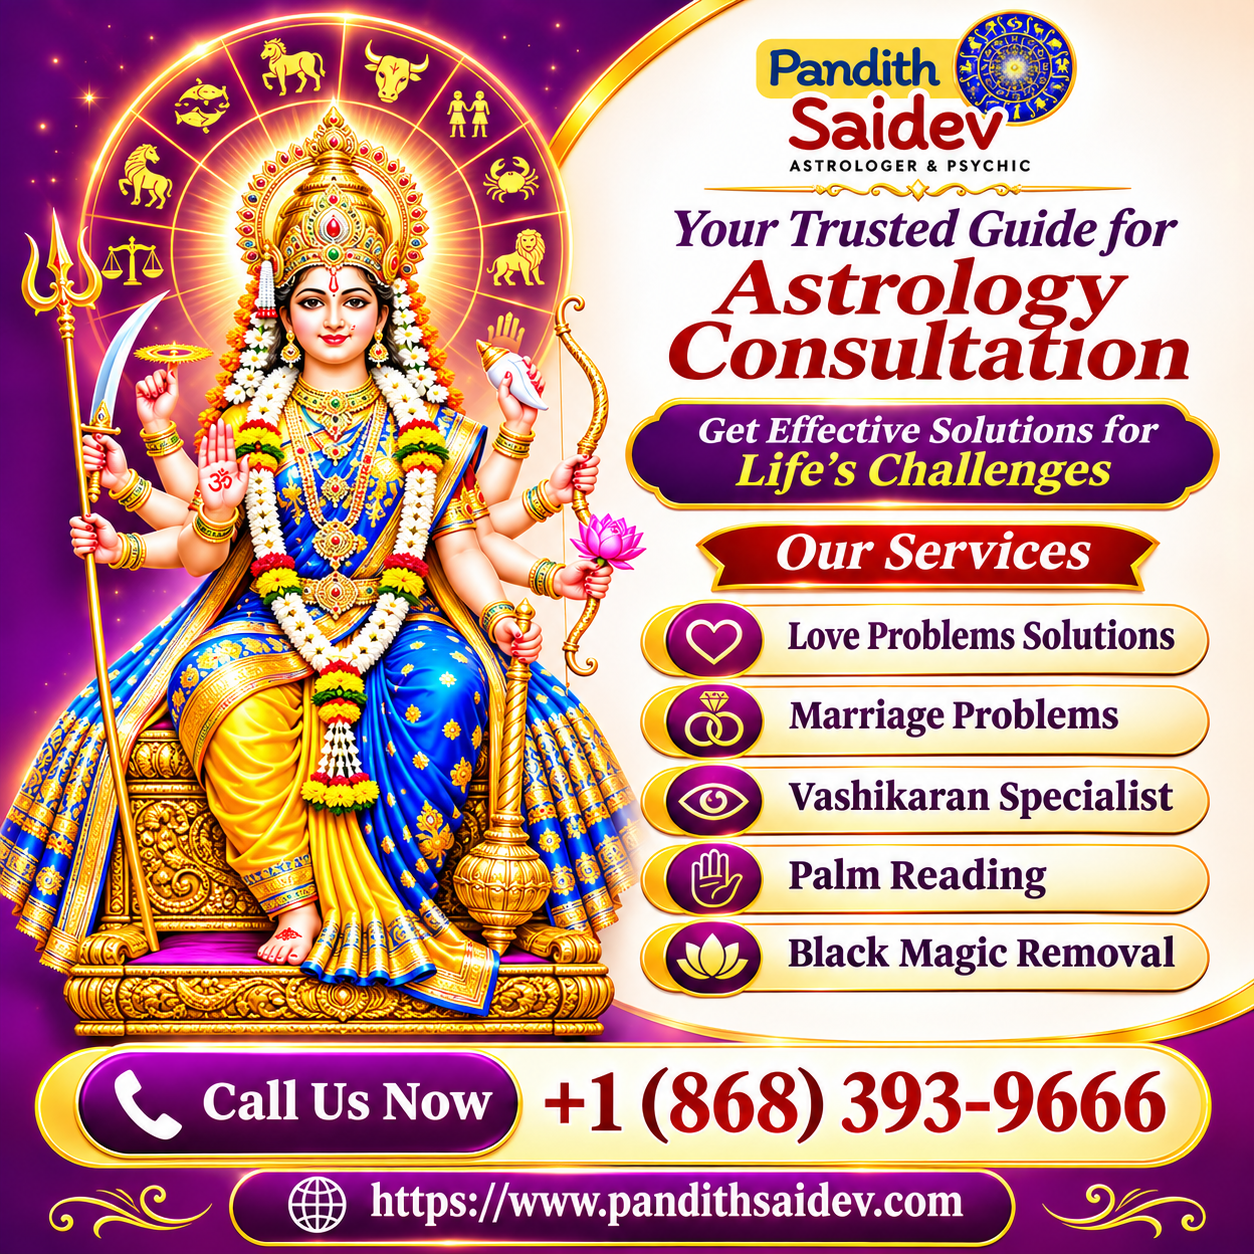 Pandith
Saidev
ASTROLOGER & PSYCHIC
Your Trusted Guide for
Astrology
Consultation
Get Effective Solutions for
Life's Challenges
Our Services
Love Problems Solutions
Marriage Problems
Vashikaran Specialist
Palm Reading
Black Magic Removal
ॐ
Call Us Now
+1 (868) 393-9666
https://www.pandithsaidev.com